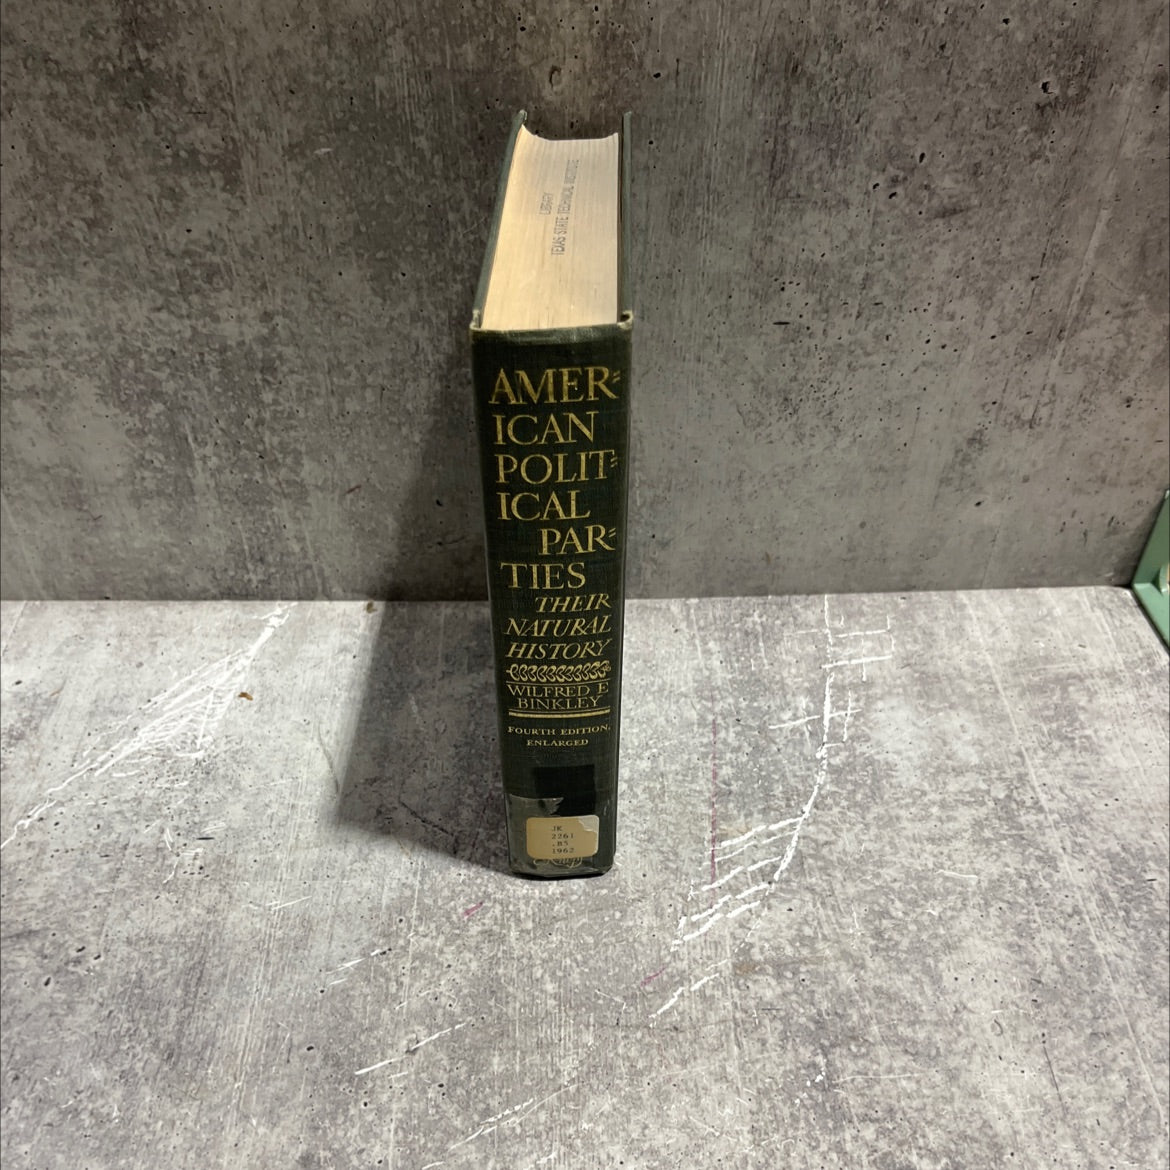 LIBRARY
TEXAS STATE TECHNICAL INSTITUTE
AMER=
ICAN
POLIT=
ICAL
PAR=
TIES
THEIR
NATURAL
HISTORY
WILFRED E
BINKLEY
FOURTH EDITION,
ENLARGED
JK
2261
.B5
1962